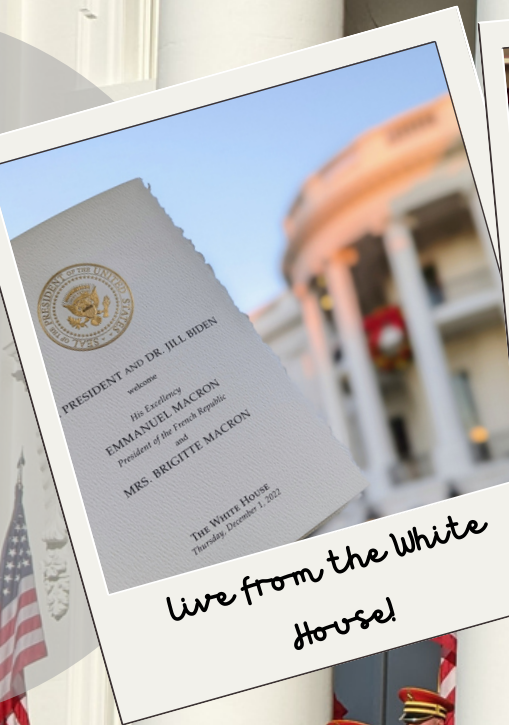 SEAL OF THE PRESIDENT OF THE UNITED STATES
PRESIDENT AND DR. JILL BIDEN
welcome
His Excellency
EMMANUEL MACRON
President of the French Republic
and
MRS. BRIGITTE MACRON
THE WHITE HOUSE
Thursday, December 1, 2022
live from the White
House!